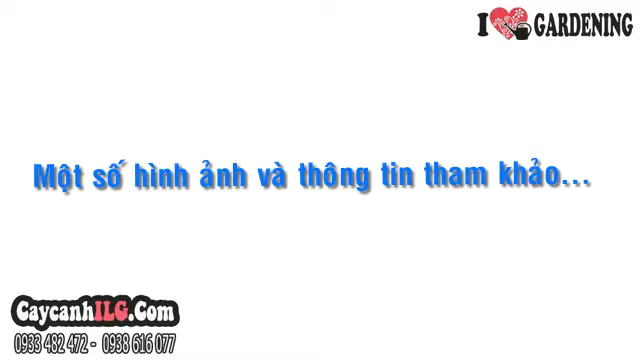 I GARDENING
Một số hình ảnh và thông tin tham khảo...
CaycanhILG.Com
0933 482 472 - 0938 616 077